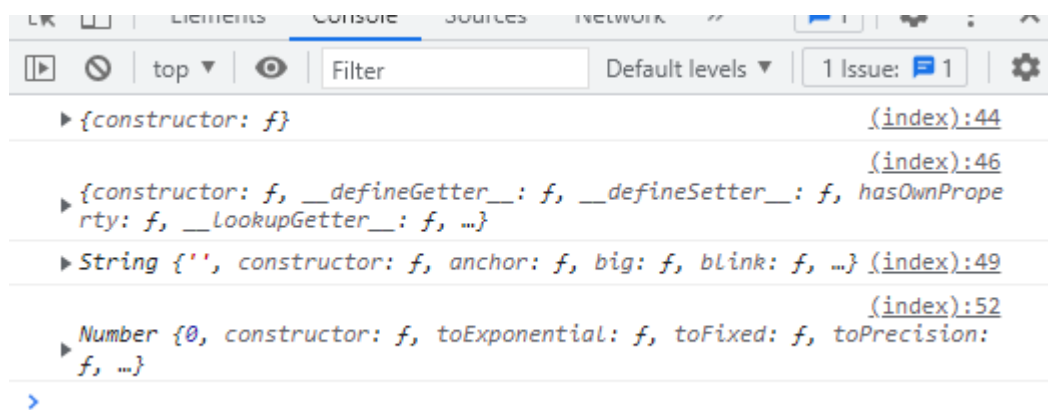 Elements Console Sources Network » 1
top ▼ Filter Default levels ▼ 1 Issue: 1
▶ {constructor: ƒ} (index):44
(index):46
▶ {constructor: ƒ, __defineGetter__: ƒ, __defineSetter__: ƒ, hasOwnPrope
rty: ƒ, __lookupGetter__: ƒ, …}
▶ String {'', constructor: ƒ, anchor: ƒ, big: ƒ, blink: ƒ, …} (index):49
(index):52
▶ Number {0, constructor: ƒ, toExponential: ƒ, toFixed: ƒ, toPrecision:
ƒ, …}
>